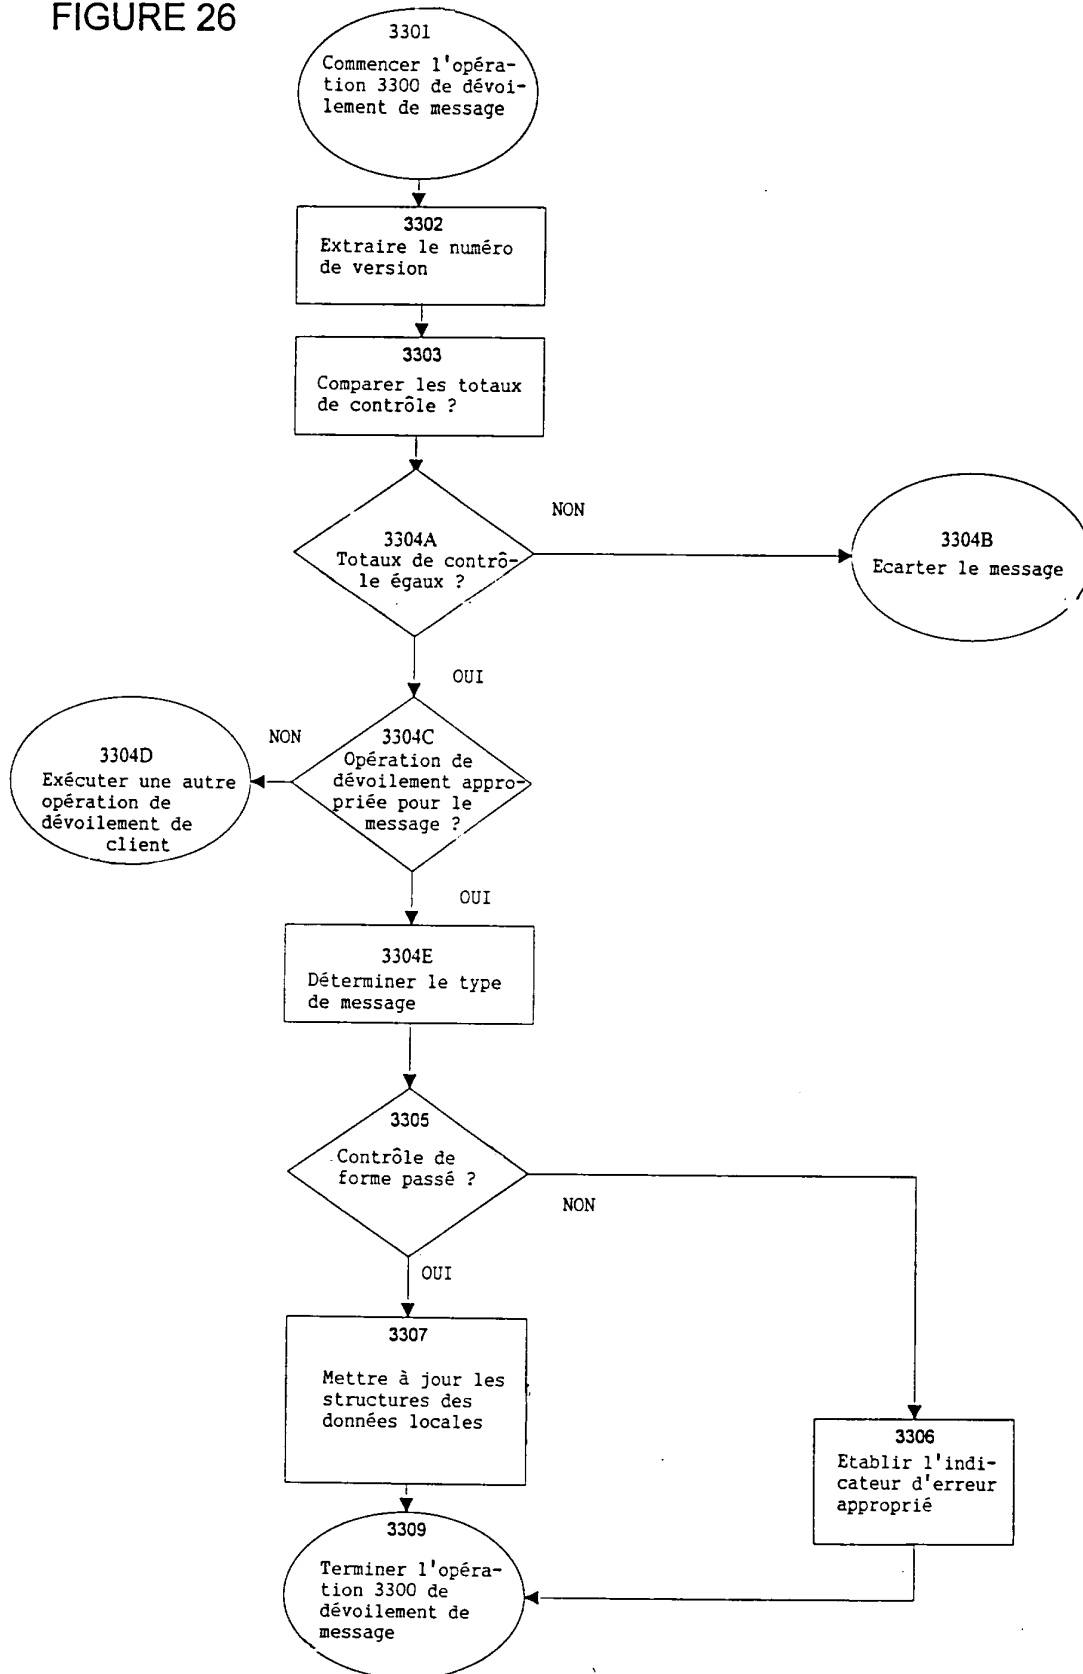 FIGURE 26
3301
Commencer l'opéra-
tion 3300 de dévoi-
lement de message
3302
Extraire le numéro
de version
3303
Comparer les totaux
de contrôle ?
NON
3304A
Totaux de contrô-
le égaux ?
3304B
Ecarter le message
OUI
NON
3304C
Opération de
dévoilement appro-
priée pour le
message ?
3304D
Exécuter une autre
opération de
dévoilement de
client
OUI
3304E
Déterminer le type
de message
3305
Contrôle de
forme passé ?
NON
OUI
3307
Mettre à jour les
structures des
données locales
3306
Etablir l'indi-
cateur d'erreur
approprié
3309
Terminer l'opéra-
tion 3300 de
dévoilement de
message